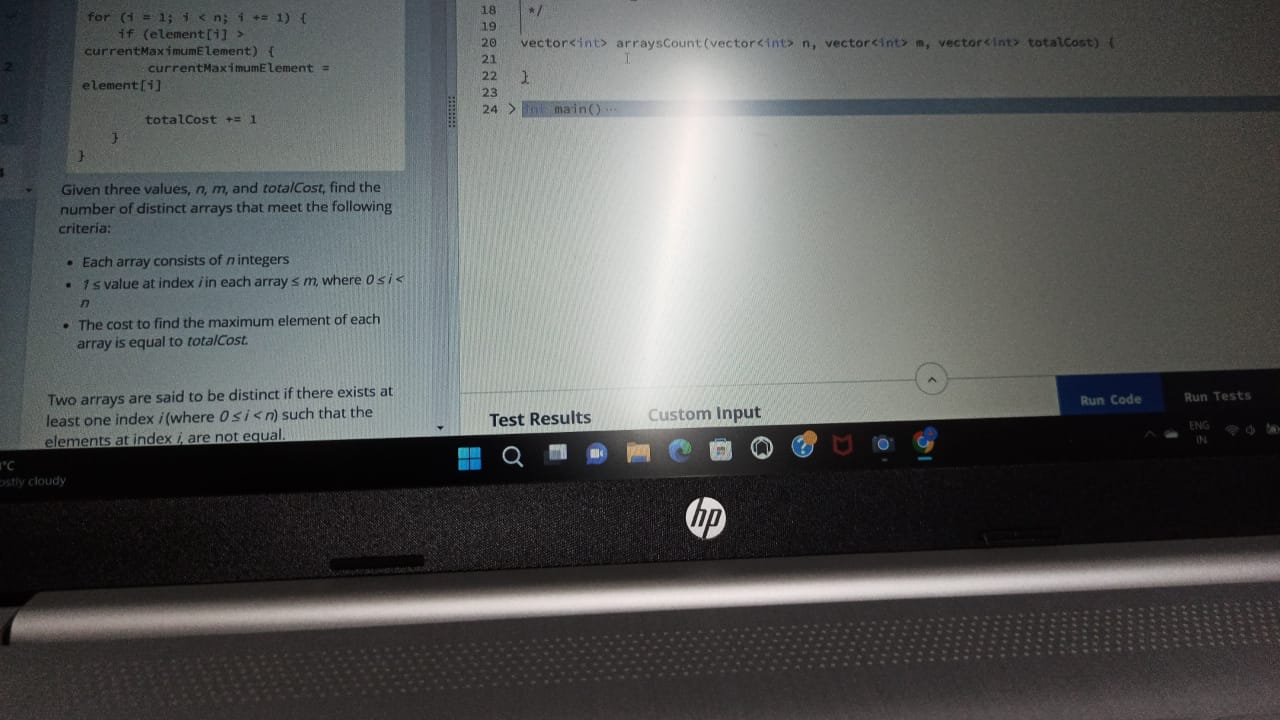 for (i = 1; i < n; i += 1) {
if (element[i] >
currentMaximumElement) {
currentMaximumElement =
element[i]
totalCost += 1
}
}
Given three values, n, m, and totalCost, find the
number of distinct arrays that meet the following
criteria:
• Each array consists of n integers
• 1 ≤ value at index i in each array ≤ m, where 0 ≤ i <
n
• The cost to find the maximum element of each
array is equal to totalCost.
Two arrays are said to be distinct if there exists at
least one index i (where 0 ≤ i < n) such that the
elements at index i, are not equal.
2
3
18 */
19
20 vector<int> arraysCount(vector<int> n, vector<int> m, vector<int> totalCost) {
21
22 }
23
24 > int main() ...
Test Results Custom Input
Run Code Run Tests
°C
ostly cloudy
ENG
IN
hp